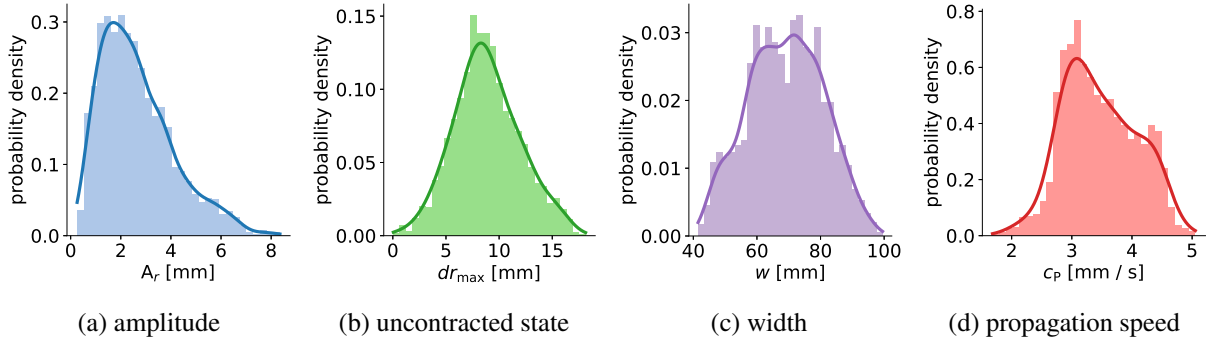 probability density
0.3
0.2
0.1
0.0
0 2 4 6 8
A_r [mm]
(a) amplitude
probability density
0.15
0.10
0.05
0.00
0 5 10 15
dr_max [mm]
(b) uncontracted state
probability density
0.03
0.02
0.01
0.00
40 60 80 100
w [mm]
(c) width
probability density
0.8
0.6
0.4
0.2
0.0
2 3 4 5
c_P [mm / s]
(d) propagation speed